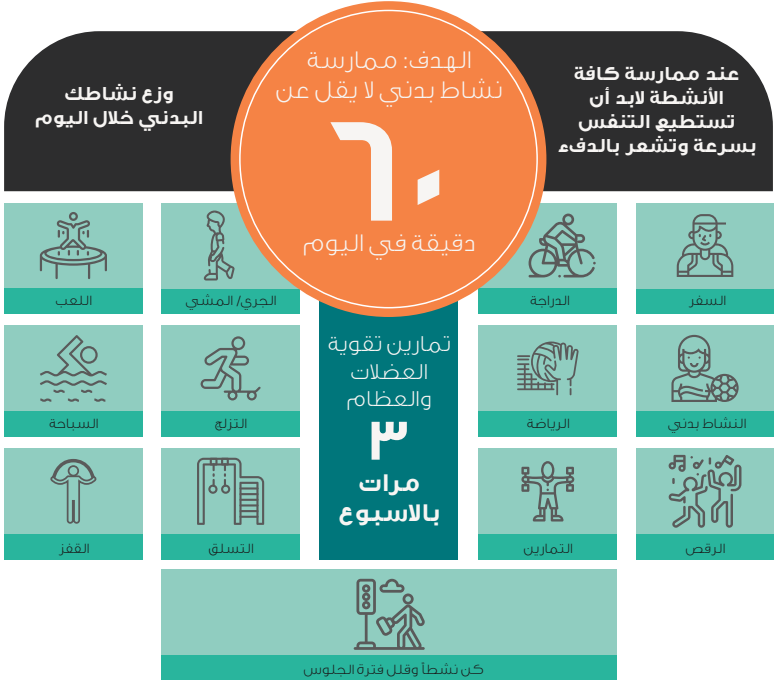 عند ممارسة كافة
الأنشطة لابد أن
تستطيع التنفس
بسرعة وتشعر بالدفء
الهدف: ممارسة
نشاط بدني لا يقل عن
٦٠
دقيقة في اليوم
وزع نشاطك
البدني خلال اليوم
السفر
الدراجة
الجري/ المشي
اللعب
تمارين تقوية
العضلات
والعظام
٣
مرات
بالاسبوع
النشاط بدني
الرياضة
التزلج
السباحة
الرقص
التمارين
التسلق
القفز
كن نشطاً وقلل فترة الجلوس